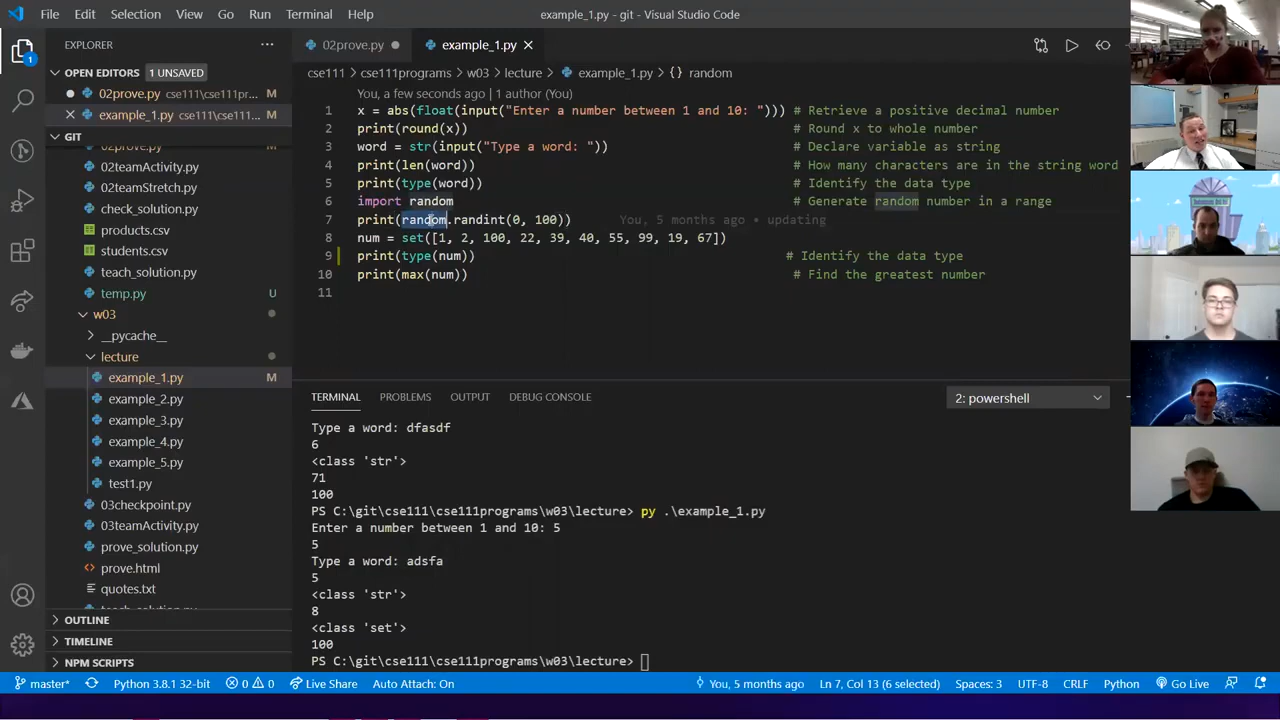 File Edit Selection View Go Run Terminal Help
example_1.py - git - Visual Studio Code
EXPLORER ...
1
OPEN EDITORS 1 UNSAVED
02prove.py cse111\cse111pr... M
example_1.py cse111\cse111... M
GIT
02prove.py M
02teamActivity.py
02teamStretch.py
check_solution.py
products.csv
students.csv
teach_solution.py
temp.py U
w03
__pycache__
lecture
example_1.py M
example_2.py
example_3.py
example_4.py
example_5.py
test1.py
03checkpoint.py
03teamActivity.py
prove_solution.py
prove.html
quotes.txt
teach_solution.py
OUTLINE
TIMELINE
NPM SCRIPTS
02prove.py
example_1.py
cse111 > cse111programs > w03 > lecture > example_1.py > {} random
You, a few seconds ago | 1 author (You)
1 x = abs(float(input("Enter a number between 1 and 10: "))) # Retrieve a positive decimal number
2 print(round(x)) # Round x to whole number
3 word = str(input("Type a word: ")) # Declare variable as string
4 print(len(word)) # How many characters are in the string word
5 print(type(word)) # Identify the data type
6 import random # Generate random number in a range
7 print(random.randint(0, 100)) You, 5 months ago • updating
8 num = set([1, 2, 100, 22, 39, 40, 55, 99, 19, 67])
9 print(type(num)) # Identify the data type
10 print(max(num)) # Find the greatest number
11
TERMINAL PROBLEMS OUTPUT DEBUG CONSOLE
2: powershell
Type a word: dfasdf
6
<class 'str'>
71
100
PS C:\git\cse111\cse111programs\w03\lecture> py .\example_1.py
Enter a number between 1 and 10: 5
5
Type a word: adsfa
5
<class 'str'>
8
<class 'set'>
100
PS C:\git\cse111\cse111programs\w03\lecture>
master* Python 3.8.1 32-bit 0 0 Live Share Auto Attach: On You, 5 months ago Ln 7, Col 13 (6 selected) Spaces: 3 UTF-8 CRLF Python Go Live